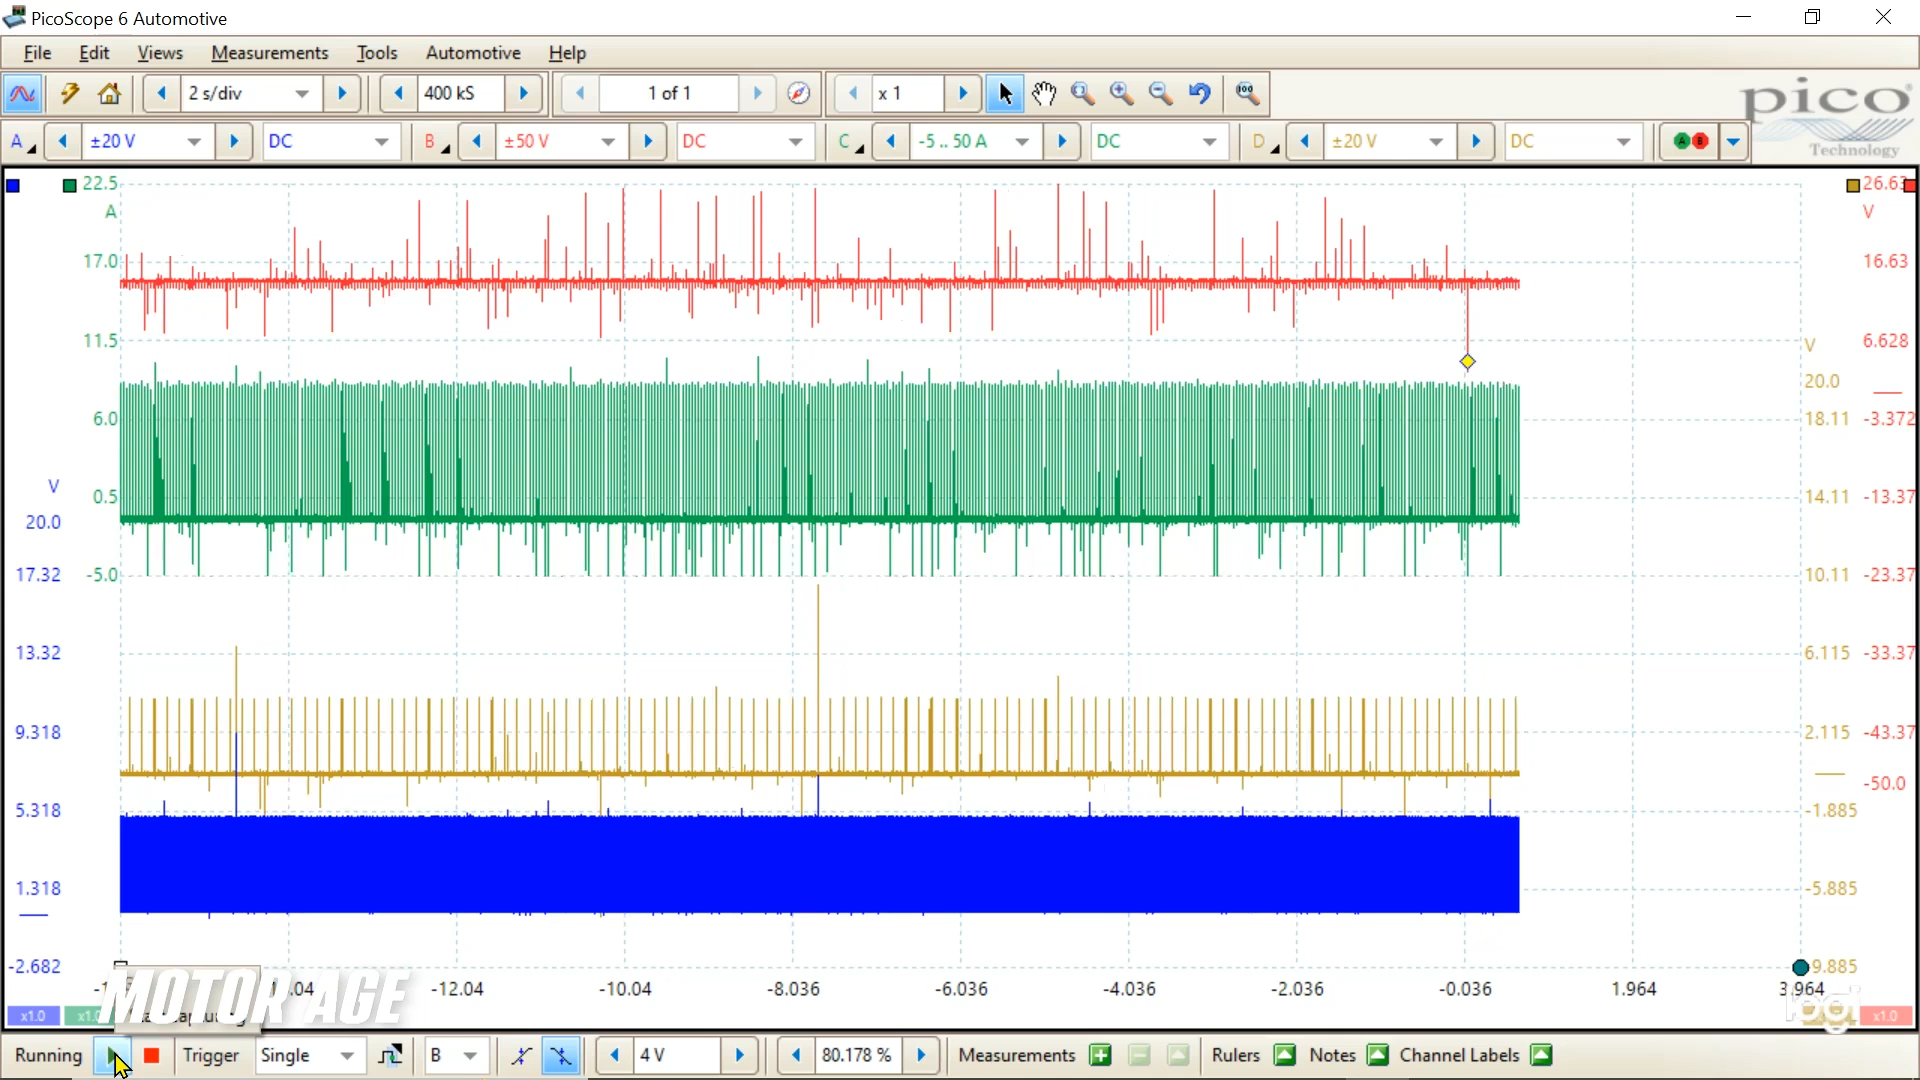 PicoScope 6 Automotive
File Edit Views Measurements Tools Automotive Help
2 s/div 400 kS 1 of 1 x 1
pico
Technology
A ±20 V DC B ±50 V DC C -5 .. 50 A DC D ±20 V DC
22.5 26.63
A V
17.0 16.63
11.5 6.628
V
20.0
6.0 18.11 -3.372
V
0.5 14.11 -13.37
20.0
17.32 -5.0 10.11 -23.37
13.32 6.115 -33.37
9.318 2.115 -43.37
-50.0
5.318 -1.885
1.318 -5.885
-2.682 9.885
-12.04 -10.04 -8.036 -6.036 -4.036 -2.036 -0.036 1.964 3.964
MOTOR AGE
x1.0 x1.0 x1.0
Running Trigger Single B 4 V 80.178 % Measurements Rulers Notes Channel Labels